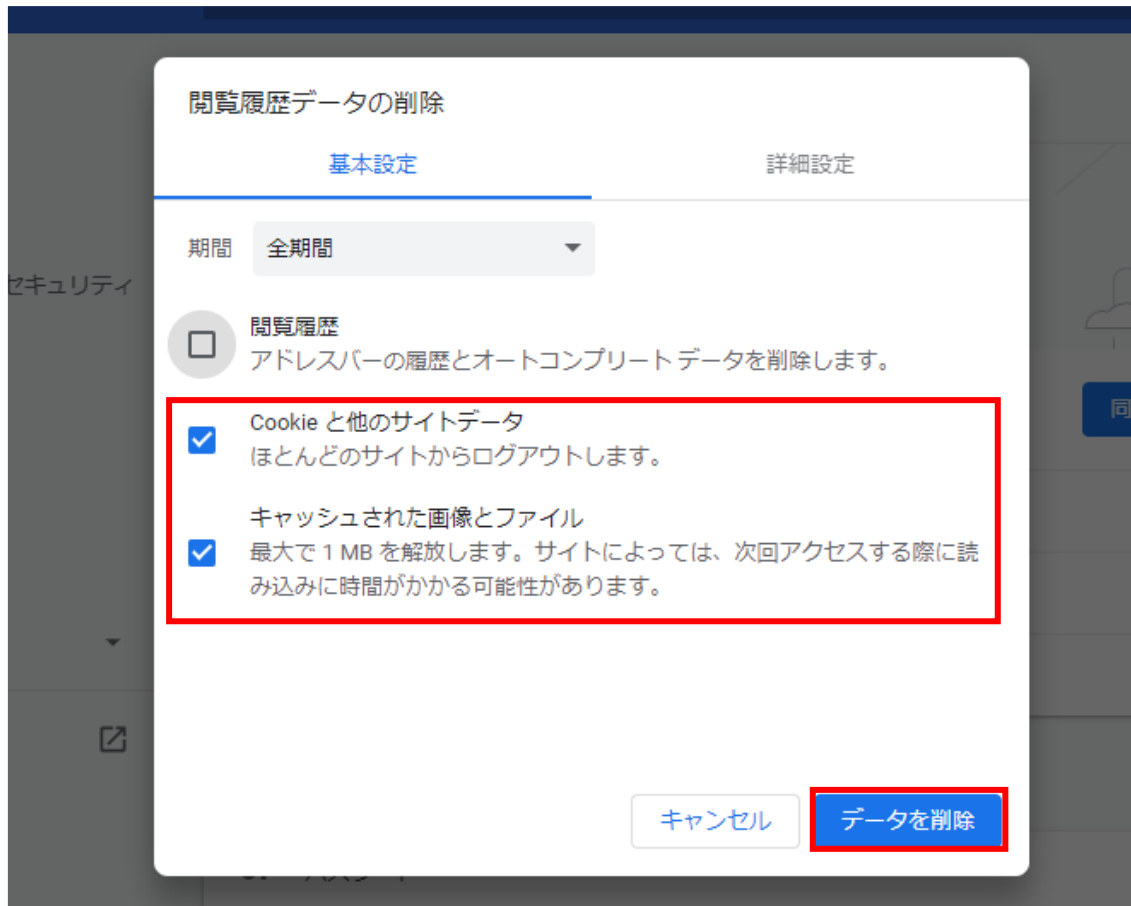 閲覧履歴データの削除
基本設定
詳細設定
期間
全期間
セキュリティ
閲覧履歴
アドレスバーの履歴とオートコンプリート データを削除します。
Cookie と他のサイトデータ
ほとんどのサイトからログアウトします。
同
キャッシュされた画像とファイル
最大で 1 MB を解放します。サイトによっては、次回アクセスする際に読
み込みに時間がかかる可能性があります。
キャンセル
データを削除